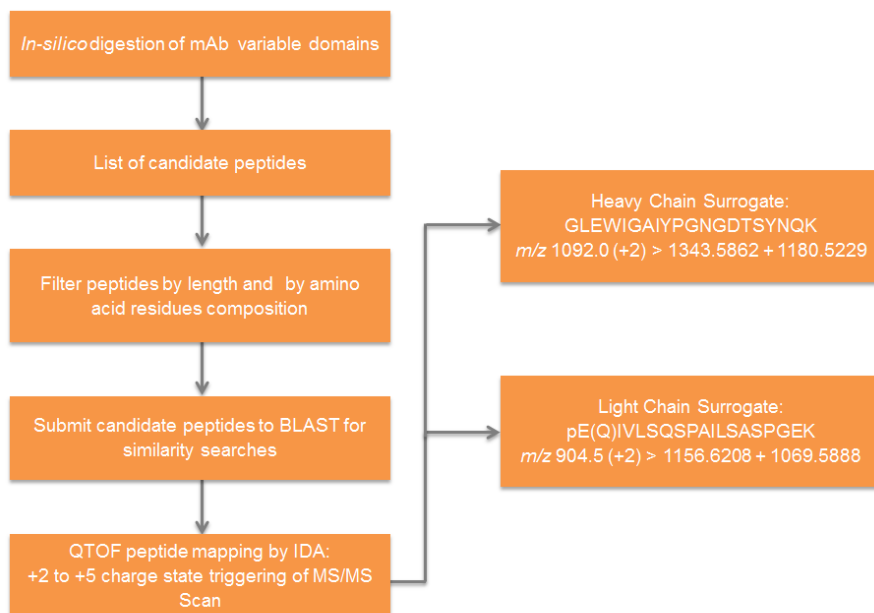 In-silico digestion of mAb variable domains
List of candidate peptides
Filter peptides by length and by amino
acid residues composition
Submit candidate peptides to BLAST for
similarity searches
QTOF peptide mapping by IDA:
+2 to +5 charge state triggering of MS/MS
Scan
Heavy Chain Surrogate:
GLEWIGAIYPGNGDTSYNQK
m/z 1092.0 (+2) > 1343.5862 + 1180.5229
Light Chain Surrogate:
pE(Q)IVLSQSPAILSASPGEK
m/z 904.5 (+2) > 1156.6208 + 1069.5888